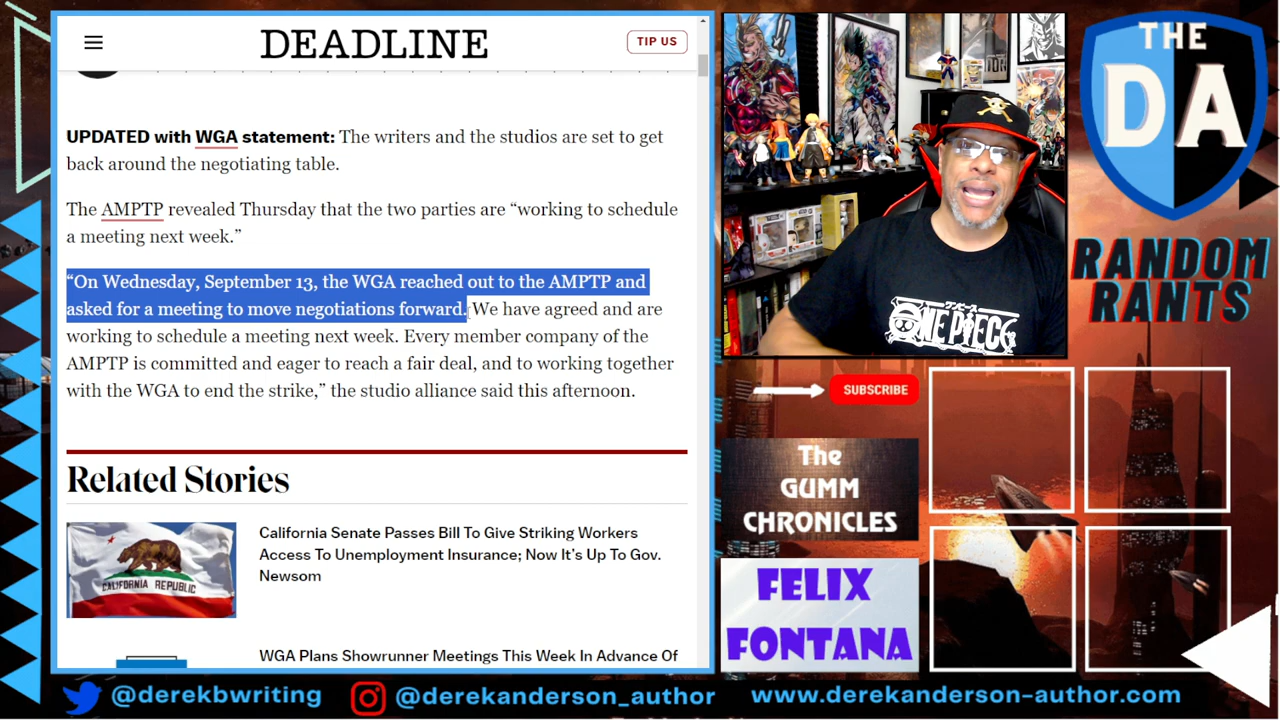 DEADLINE
TIP US
UPDATED with WGA statement: The writers and the studios are set to get
back around the negotiating table.
The AMPTP revealed Thursday that the two parties are “working to schedule
a meeting next week.”
“On Wednesday, September 13, the WGA reached out to the AMPTP and
asked for a meeting to move negotiations forward. We have agreed and are
working to schedule a meeting next week. Every member company of the
AMPTP is committed and eager to reach a fair deal, and to working together
with the WGA to end the strike,” the studio alliance said this afternoon.
Related Stories
CALIFORNIA REPUBLIC
California Senate Passes Bill To Give Striking Workers
Access To Unemployment Insurance; Now It’s Up To Gov.
Newsom
WGA Plans Showrunner Meetings This Week In Advance Of
ONE PIECE
THE
DA
RANDOM
RANTS
SUBSCRIBE
The
GUMM
CHRONICLES
FELIX
FONTANA
@derekbwriting
@derekanderson_author
www.derekanderson-author.com